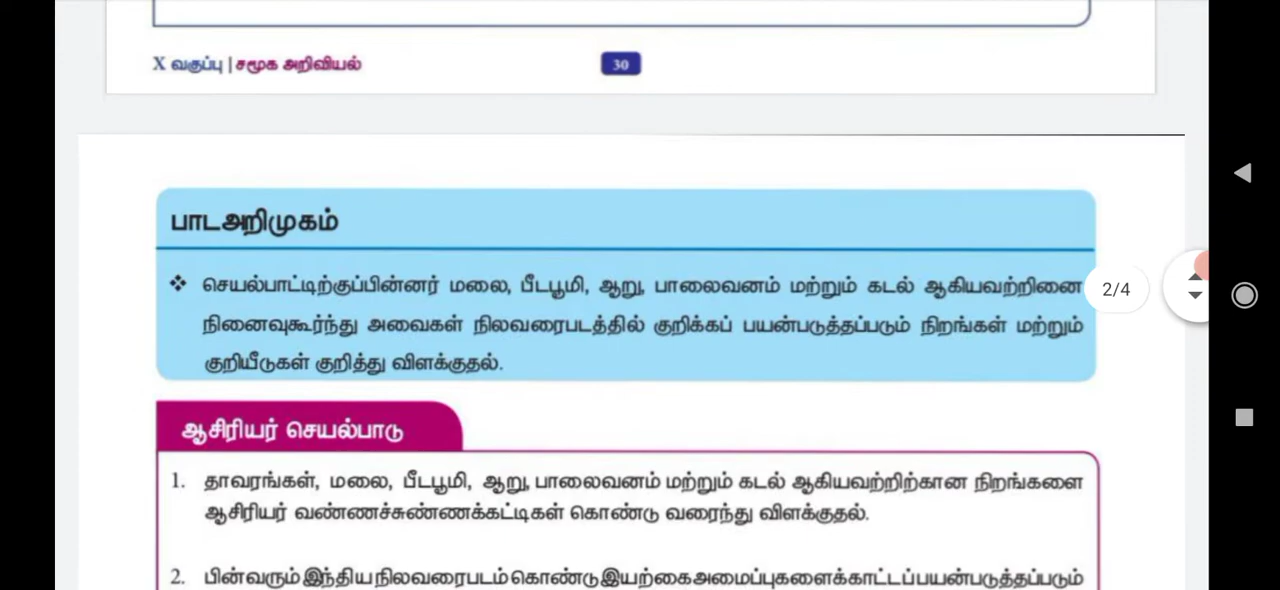 X வகுப்பு | சமூக அறிவியல்
30
பாடஅறிமுகம்
❖ செயல்பாட்டிற்குப்பின்னர் மலை, பீடபூமி, ஆறு, பாலைவனம் மற்றும் கடல் ஆகியவற்றினை
நினைவுகூர்ந்து அவைகள் நிலவரைபடத்தில் குறிக்கப் பயன்படுத்தப்படும் நிறங்கள் மற்றும்
குறியீடுகள் குறித்து விளக்குதல்.
2/4
ஆசிரியர் செயல்பாடு
1. தாவரங்கள், மலை, பீடபூமி, ஆறு, பாலைவனம் மற்றும் கடல் ஆகியவற்றிற்கான நிறங்களை
ஆசிரியர் வண்ணச்சுண்ணக்கட்டிகள் கொண்டு வரைந்து விளக்குதல்.
2. பின்வரும் இந்திய நிலவரைபடம் கொண்டு இயற்கை அமைப்புகளைக் காட்டப் பயன்படுத்தப்படும்